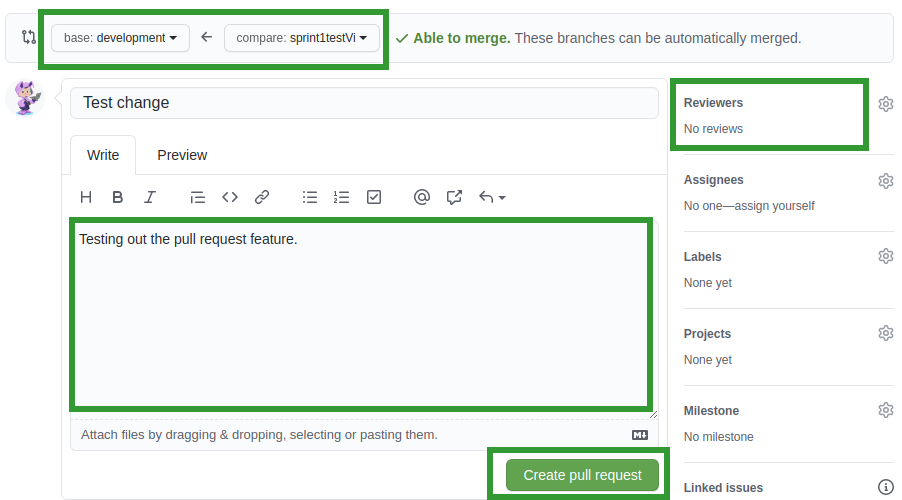 base: development compare: sprint1testVi Able to merge. These branches can be automatically merged.
Test change
Write Preview
H B I
Testing out the pull request feature.
Attach files by dragging & dropping, selecting or pasting them.
Create pull request
Reviewers
No reviews
Assignees
No one—assign yourself
Labels
None yet
Projects
None yet
Milestone
No milestone
Linked issues